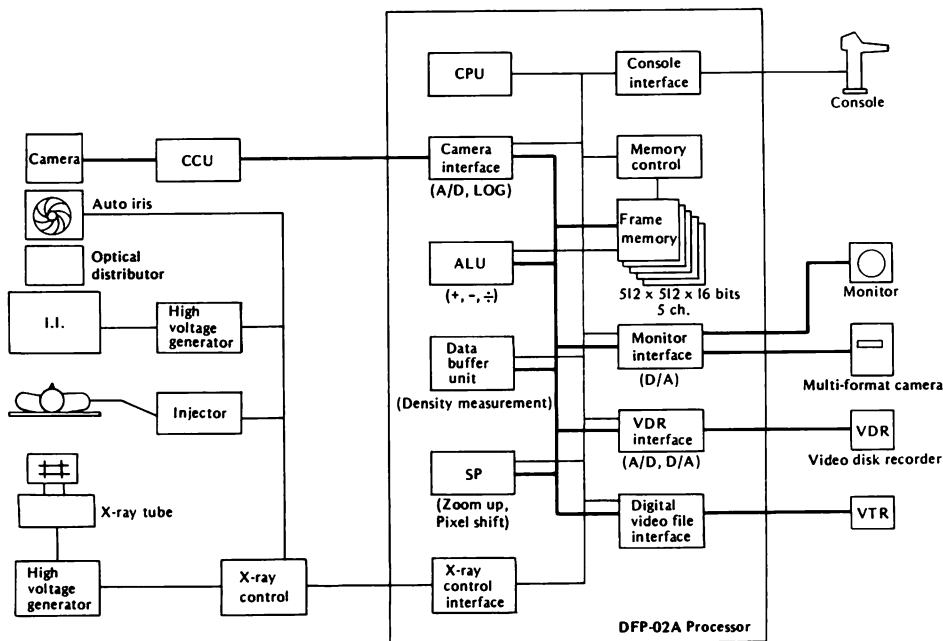 CPU
Console
interface
Console
Camera
CCU
Camera
interface
(A/D, LOG)
Memory
control
Auto iris
Frame
memory
512 x 512 x 16 bits
5 ch.
Optical
distributor
ALU
(+, -, ÷)
Monitor
I.I.
High
voltage
generator
Data
buffer
unit
(Density measurement)
Monitor
interface
(D/A)
Multi-format camera
Injector
VDR
interface
(A/D, D/A)
VDR
Video disk recorder
X-ray tube
SP
(Zoom up,
Pixel shift)
Digital
video file
interface
VTR
High
voltage
generator
X-ray
control
X-ray
control
interface
DFP-02A Processor